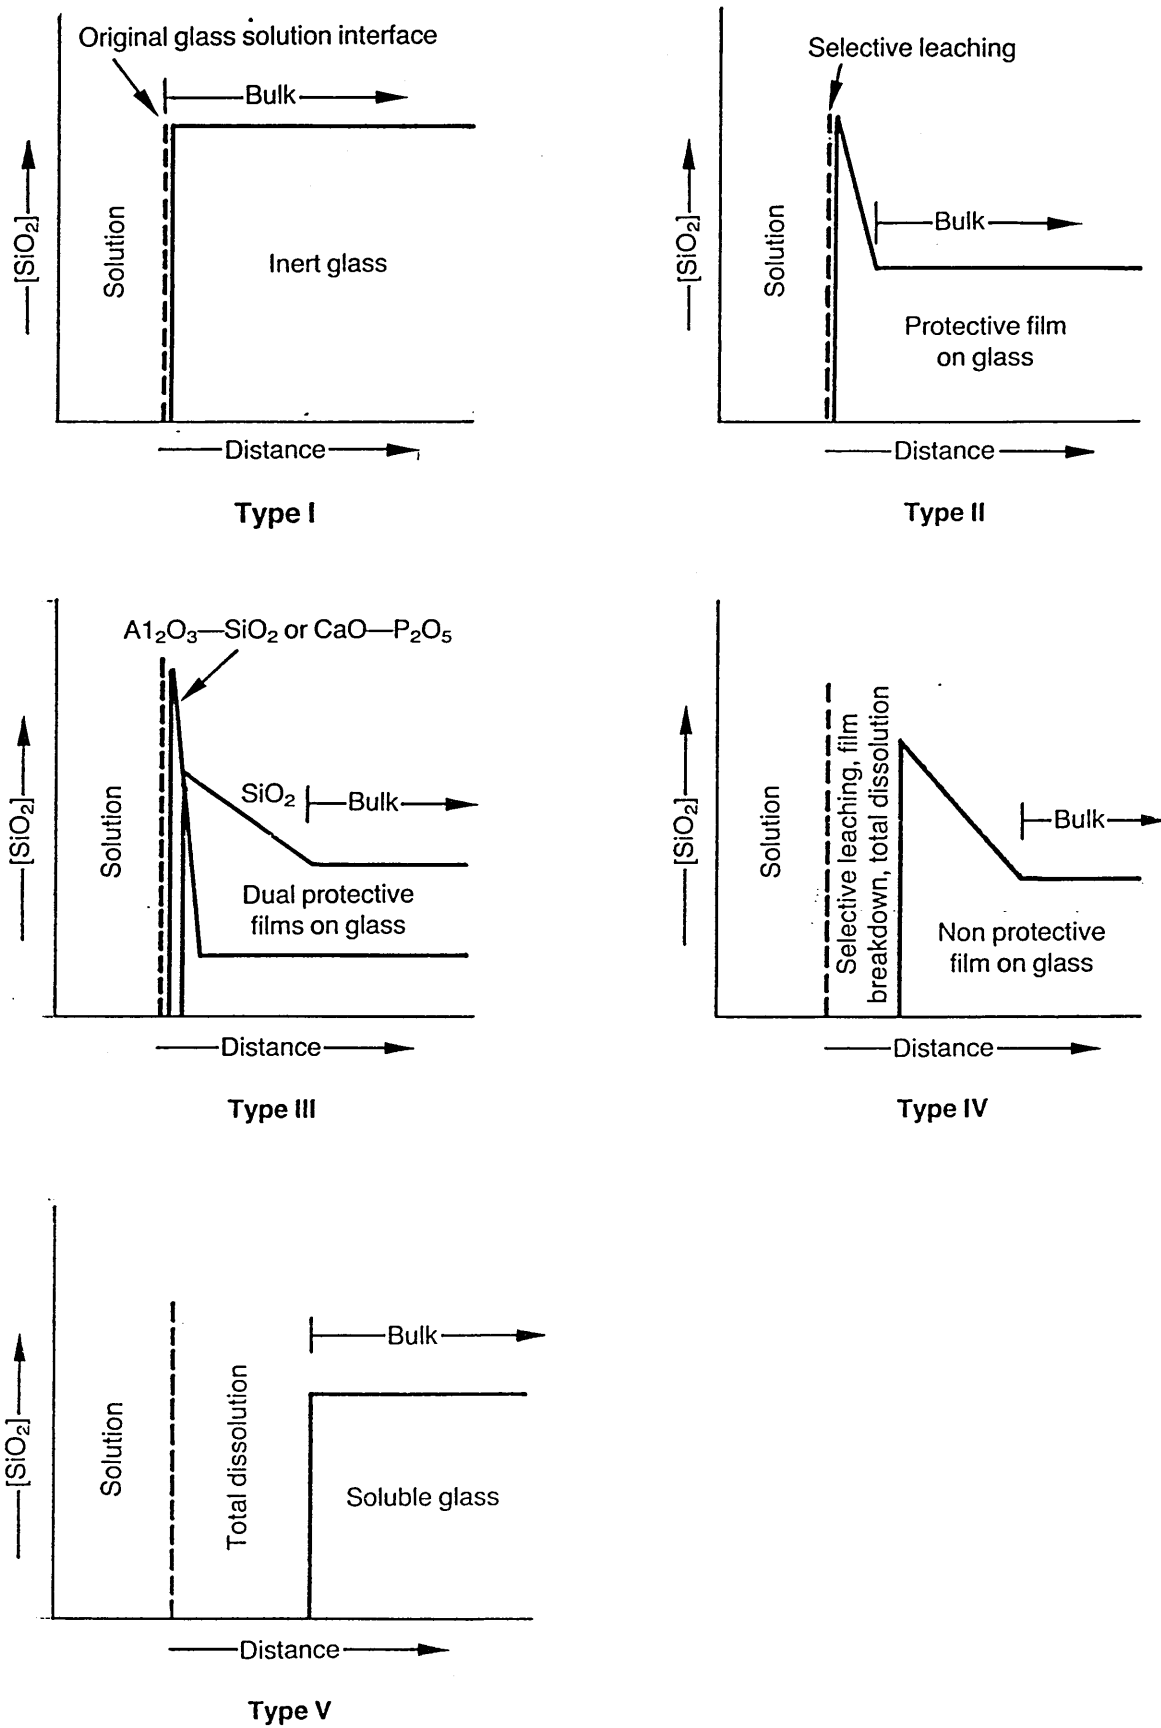 Original glass solution interface
Bulk
[SiO₂]
Solution
Inert glass
Distance
Type I
Selective leaching
Bulk
[SiO₂]
Solution
Protective film
on glass
Distance
Type II
A1₂O₃—SiO₂ or CaO—P₂O₅
[SiO₂]
Solution
SiO₂
Bulk
Dual protective
films on glass
Distance
Type III
[SiO₂]
Solution
Selective leaching, film
breakdown, total dissolution
Bulk
Non protective
film on glass
Distance
Type IV
[SiO₂]
Solution
Total dissolution
Bulk
Soluble glass
Distance
Type V